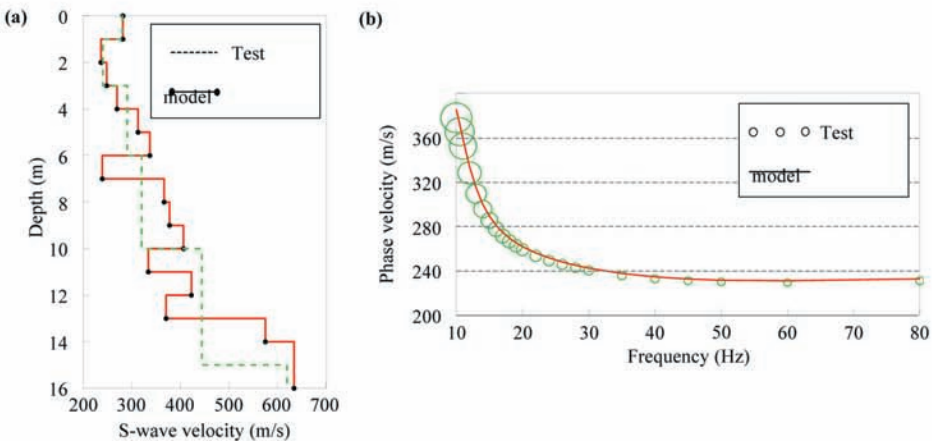 (a)
0
2
4
6
8
10
12
14
16
Depth (m)
200 300 400 500 600 700
S-wave velocity (m/s)
Test
model
(b)
360
320
280
240
200
Phase velocity (m/s)
10 20 30 40 50 60 70 80
Frequency (Hz)
Test
model